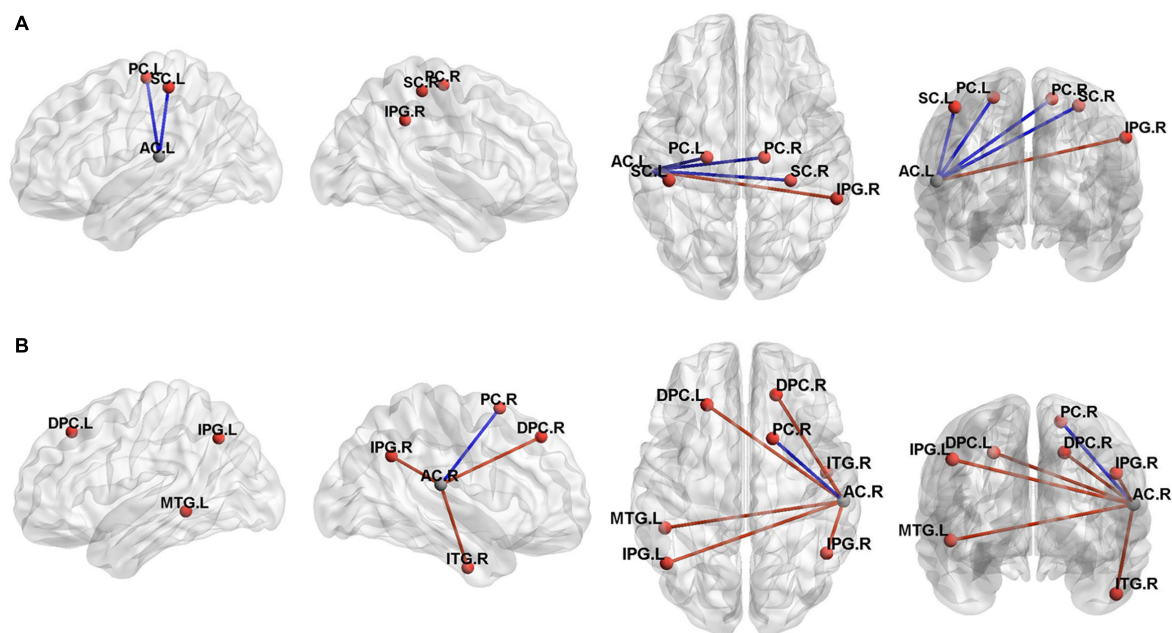 A
PC.L
SC.L
AC.L
PC.R
SC.R
IPG.R
PC.L
PC.R
AC.L
SC.L
SC.R
IPG.R
PC.L
PC.R
SC.L
SC.R
IPG.R
AC.L
B
DPC.L
IPG.L
MTG.L
PC.R
DPC.R
IPG.R
AC.R
ITG.R
DPC.L
DPC.R
PC.R
ITG.R
AC.R
MTG.L
IPG.L
IPG.R
PC.R
IPG.L
DPC.L
DPC.R
IPG.R
AC.R
MTG.L
ITG.R